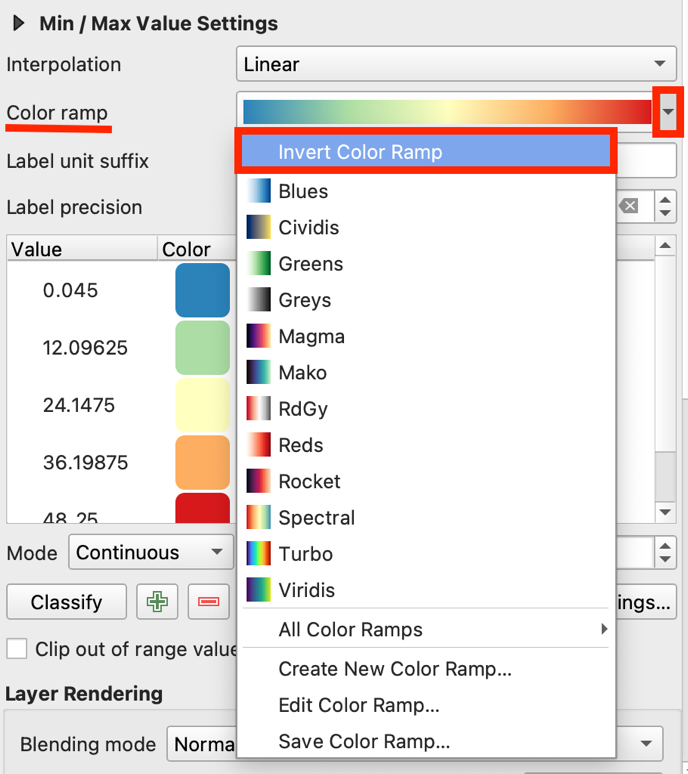 Min / Max Value Settings
Interpolation Linear
Color ramp
Invert Color Ramp
Label unit suffix
Blues
Label precision
Cividis
Value Color
Greens
0.045
Greys
Magma
12.09625
Mako
24.1475
RdGy
Reds
36.19875
Rocket
48.25
Spectral
Mode Continuous
Turbo
Classify
Viridis
ings...
All Color Ramps
Clip out of range value
Create New Color Ramp...
Layer Rendering
Edit Color Ramp...
Blending mode Norma
Save Color Ramp...